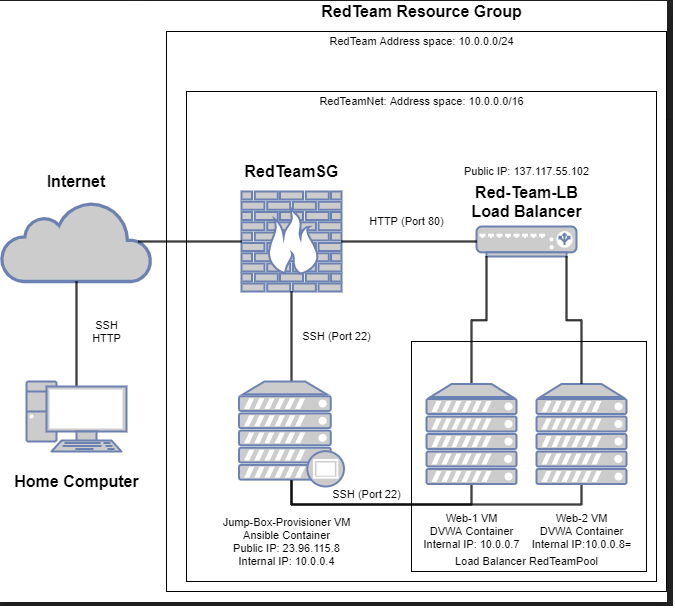 RedTeam Resource Group
RedTeam Address space: 10.0.0.0/24
RedTeamNet: Address space: 10.0.0.0/16
Internet
RedTeamSG
Public IP: 137.117.55.102
Red-Team-LB
Load Balancer
HTTP (Port 80)
SSH
HTTP
SSH (Port 22)
Home Computer
SSH (Port 22)
Jump-Box-Provisioner VM
Ansible Container
Public IP: 23.96.115.8
Internal IP: 10.0.0.4
Web-1 VM
DVWA Container
Internal IP: 10.0.0.7
Web-2 VM
DVWA Container
Internal IP:10.0.0.8=
Load Balancer RedTeamPool